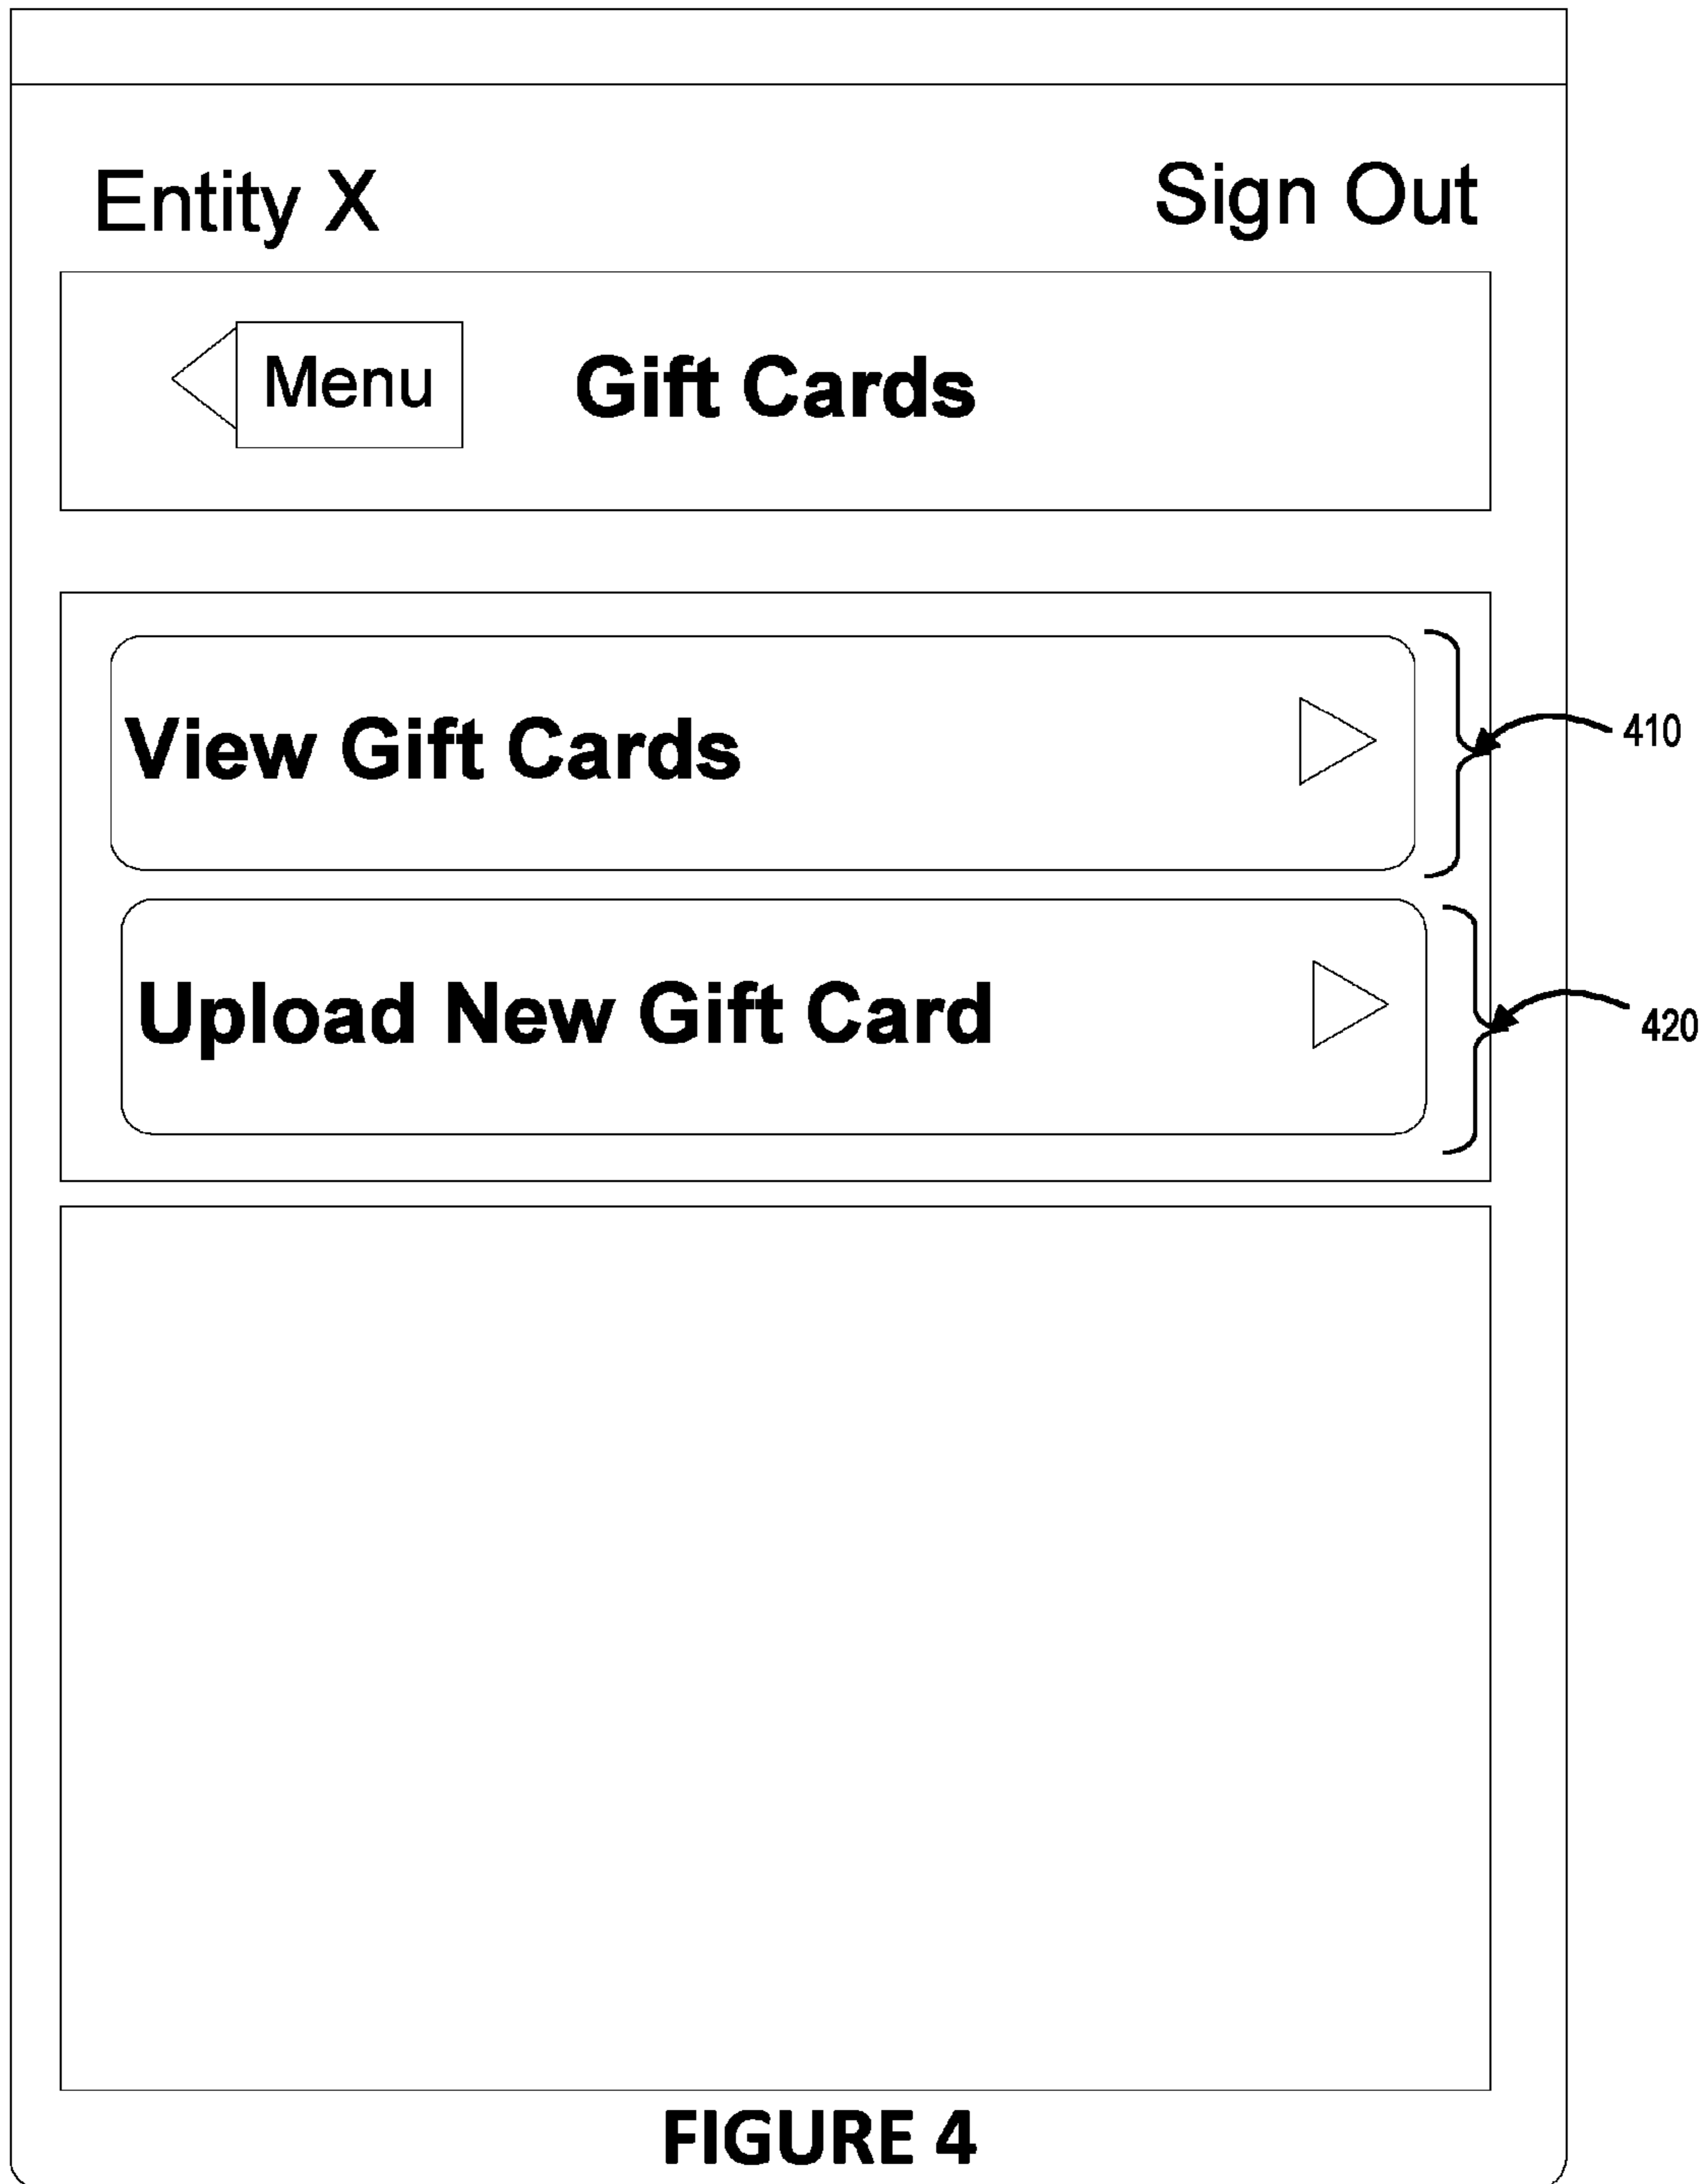 Entity X Sign Out
Menu Gift Cards
View Gift Cards
410
Upload New Gift Card
420
FIGURE 4